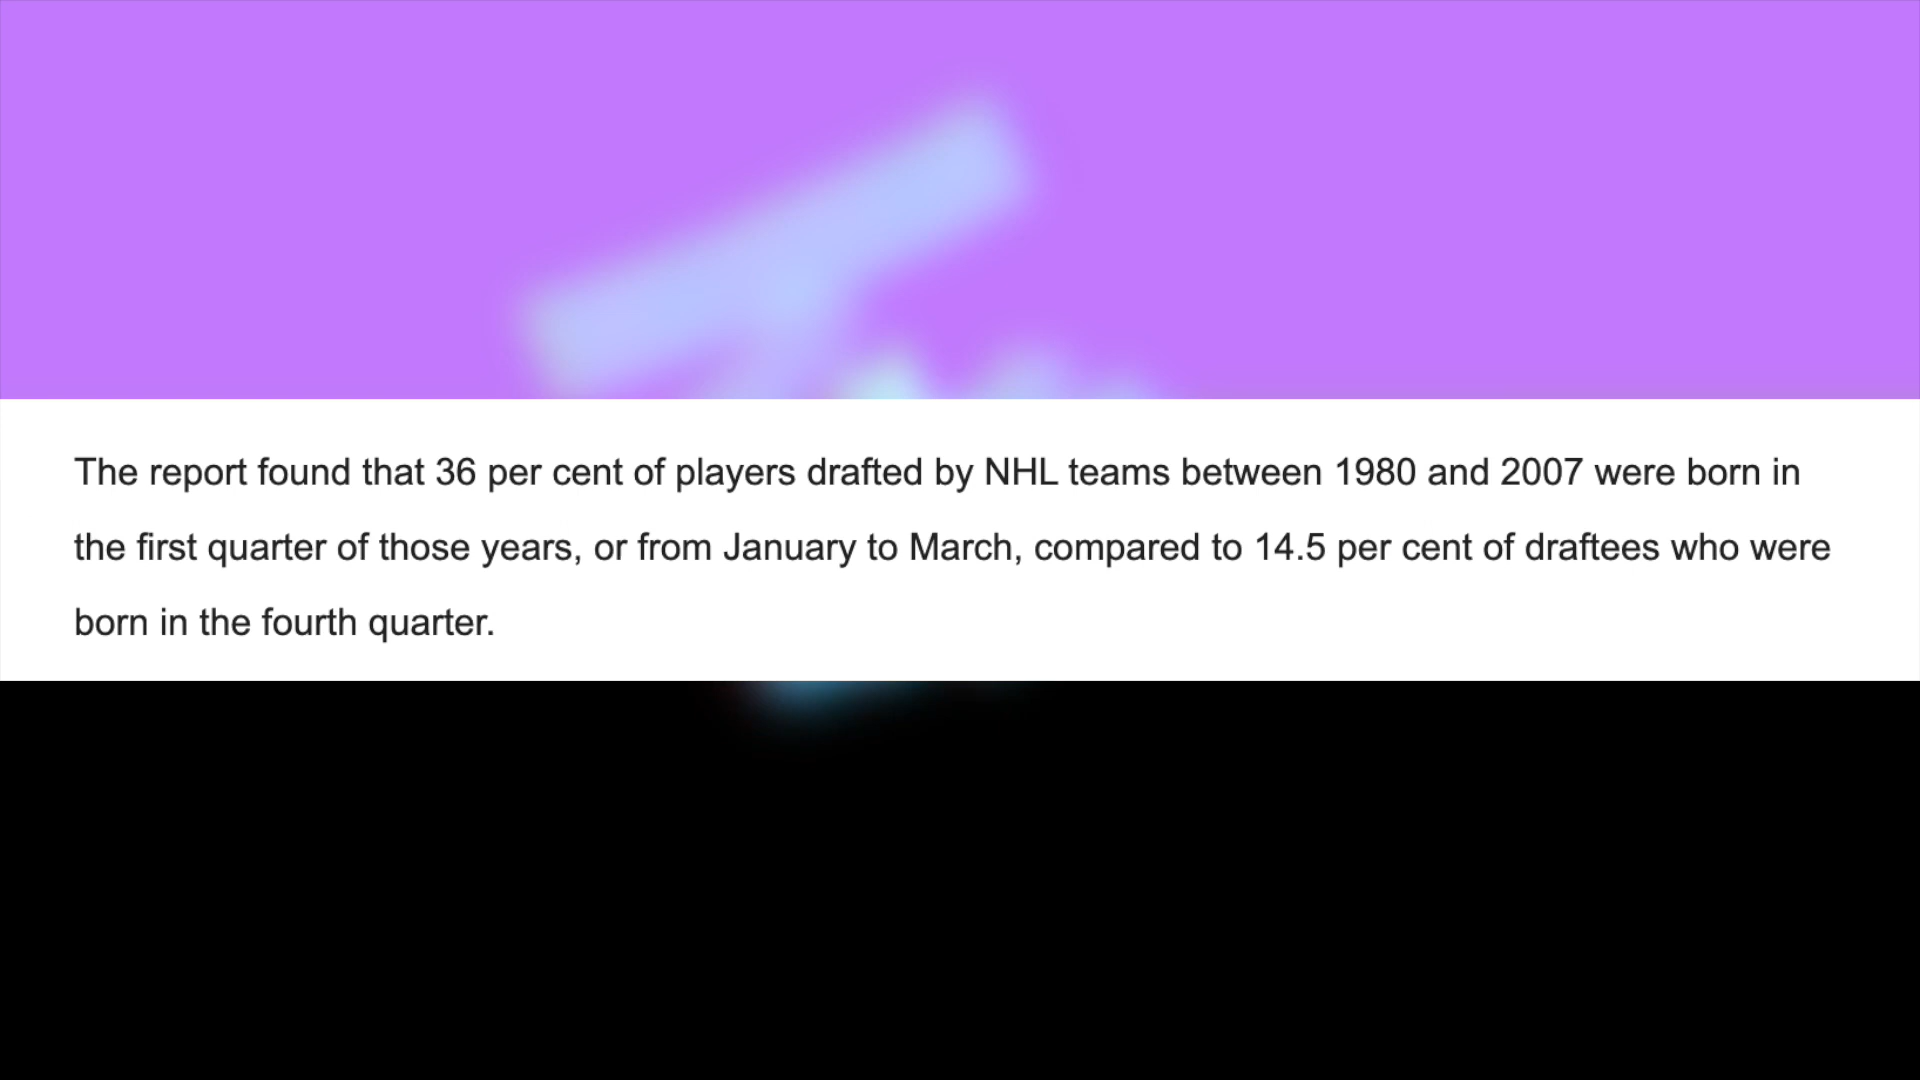 The report found that 36 per cent of players drafted by NHL teams between 1980 and 2007 were born in
the first quarter of those years, or from January to March, compared to 14.5 per cent of draftees who were
born in the fourth quarter.